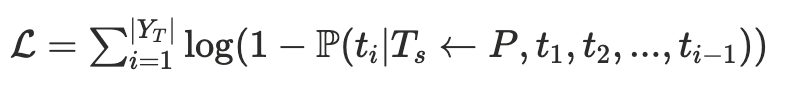 ℒ = ∑_{i=1}^{|Y_T|} log(1 − ℙ(t_i|T_s ← P, t_1, t_2, ..., t_{i−1}))